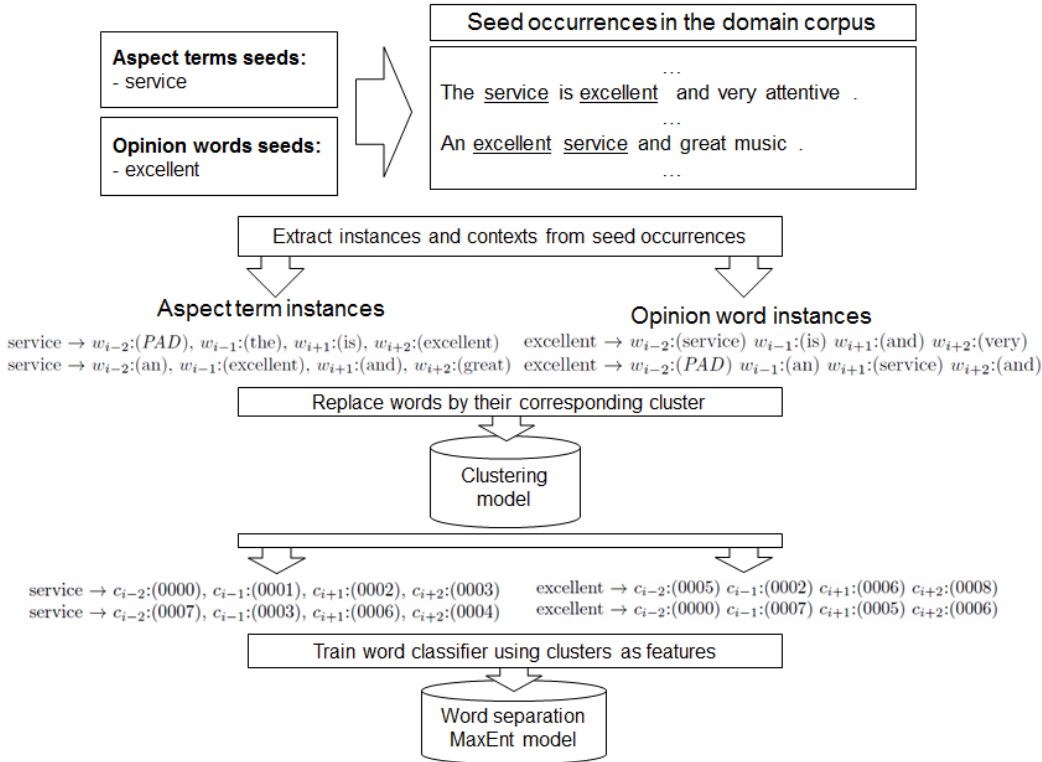 Aspect terms seeds:
- service
Opinion words seeds:
- excellent
Seed occurrences in the domain corpus
...
The service is excellent and very attentive .
...
An excellent service and great music .
...
Extract instances and contexts from seed occurrences
Aspect term instances
service → w_{i−2}:(PAD), w_{i−1}:(the), w_{i+1}:(is), w_{i+2}:(excellent)
service → w_{i−2}:(an), w_{i−1}:(excellent), w_{i+1}:(and), w_{i+2}:(great)
Opinion word instances
excellent → w_{i−2}:(service) w_{i−1}:(is) w_{i+1}:(and) w_{i+2}:(very)
excellent → w_{i−2}:(PAD) w_{i−1}:(an) w_{i+1}:(service) w_{i+2}:(and)
Replace words by their corresponding cluster
Clustering
model
service → c_{i−2}:(0000), c_{i−1}:(0001), c_{i+1}:(0002), c_{i+2}:(0003)
service → c_{i−2}:(0007), c_{i−1}:(0003), c_{i+1}:(0006), c_{i+2}:(0004)
excellent → c_{i−2}:(0005) c_{i−1}:(0002) c_{i+1}:(0006) c_{i+2}:(0008)
excellent → c_{i−2}:(0000) c_{i−1}:(0007) c_{i+1}:(0005) c_{i+2}:(0006)
Train word classifier using clusters as features
Word separation
MaxEnt model